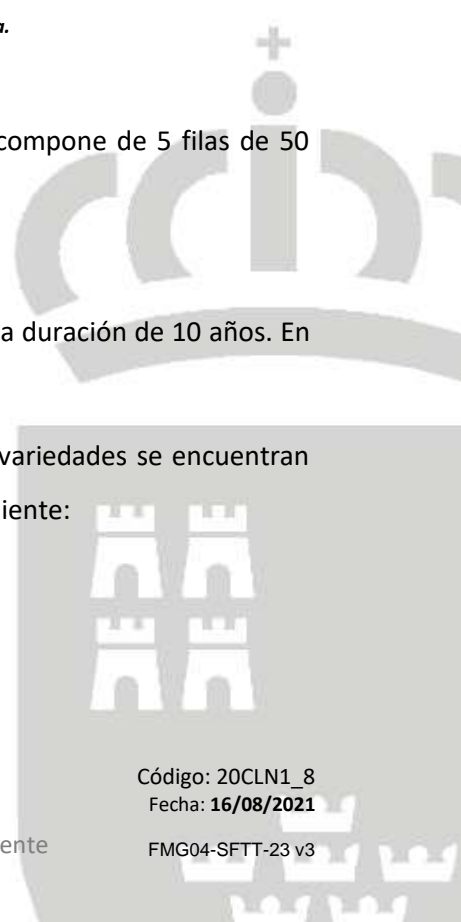 a.
compone de 5 filas de 50
a duración de 10 años. En
variedades se encuentran
iente:
Código: 20CLN1_8
Fecha: 16/08/2021
ente
FMG04-SFTT-23 v3